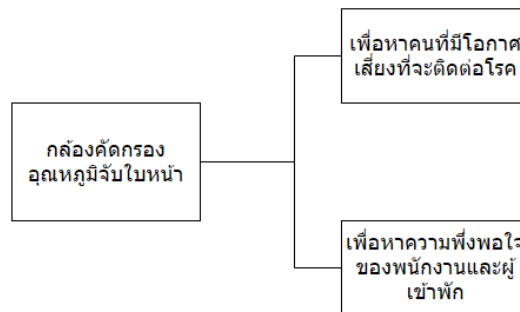 เพื่อหาคนที่มีโอกาศ
เสี่ยงที่จะติดต่อโรค
กล้องคัดกรอง
อุณหภูมิจับใบหน้า
เพื่อหาความพึ่งพอใจ
ของพนักงานและผู้
เข้าพัก